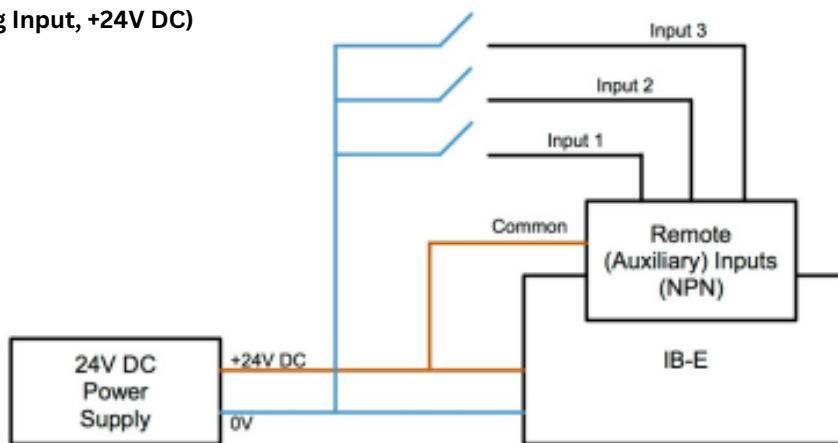 g Input, +24V DC)
Input 3
Input 2
Input 1
Common
Remote
(Auxiliary) Inputs
(NPN)
IB-E
24V DC
Power
Supply
+24V DC
0V